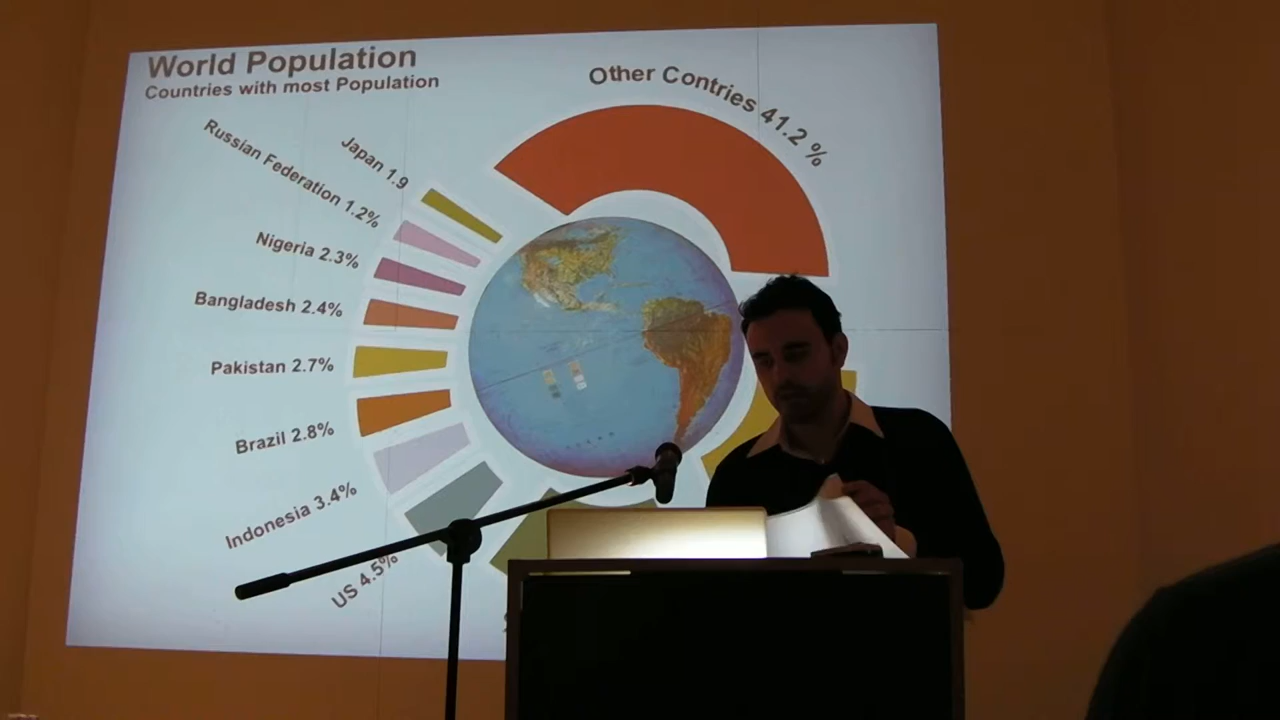 World Population
Countries with most Population
Other Contries 41.2 %
Japan 1.9
Russian Federation 1.2%
Nigeria 2.3%
Bangladesh 2.4%
Pakistan 2.7%
Brazil 2.8%
Indonesia 3.4%
US 4.5%